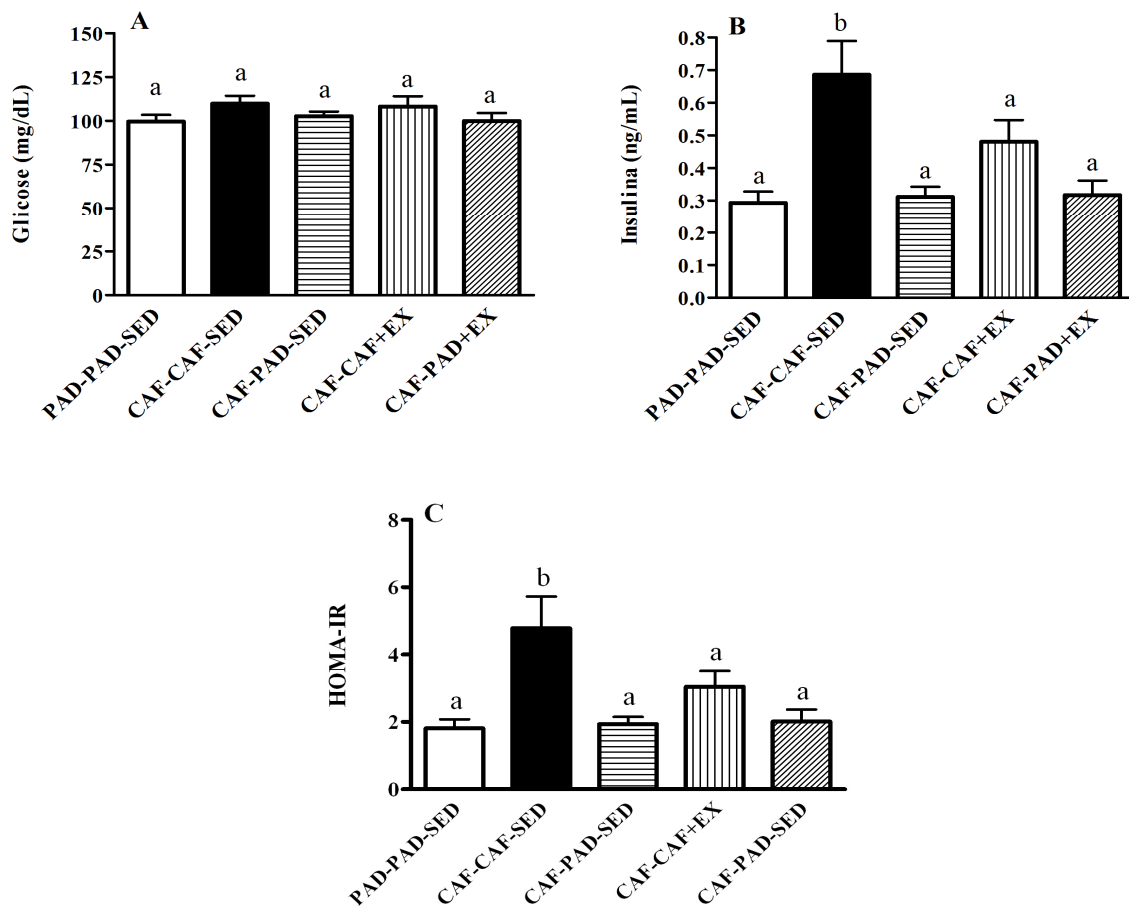 A
Glicose (mg/dL)
150
125
100
75
50
25
0
a
a
a
a
a
PAD-PAD-SED
CAF-CAF-SED
CAF-PAD-SED
CAF-CAF+EX
CAF-PAD+EX
B
Insulina (ng/mL)
0.8
0.7
0.6
0.5
0.4
0.3
0.2
0.1
0.0
a
b
a
a
a
PAD-PAD-SED
CAF-CAF-SED
CAF-PAD-SED
CAF-CAF+EX
CAF-PAD+EX
C
HOMA-IR
8
6
4
2
0
a
b
a
a
a
PAD-PAD-SED
CAF-CAF-SED
CAF-PAD-SED
CAF-CAF+EX
CAF-PAD-SED